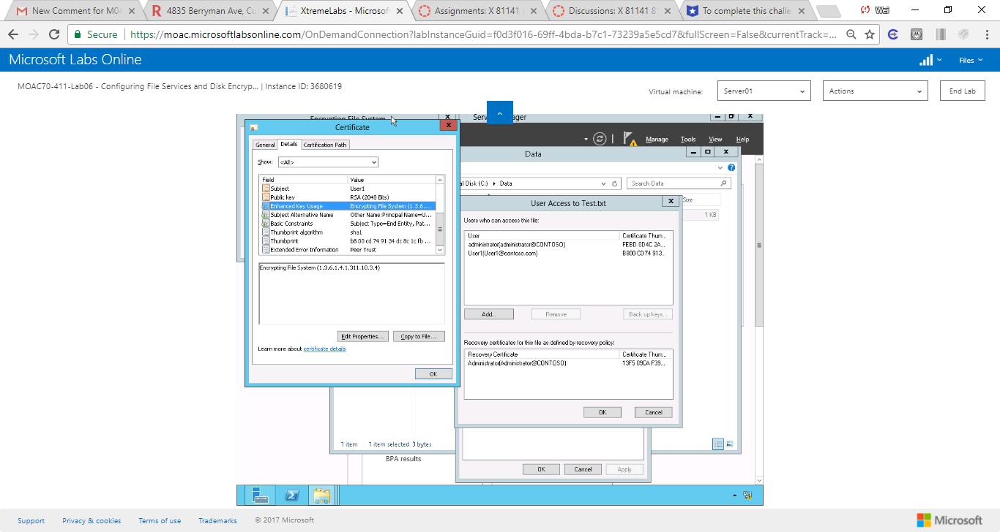 New Comment for M04
4835 Berryman Ave, Cu
XtremeLabs - Microsof
Assignments: X 81141
Discussions: X 81141 8
To complete this challe
Wei
Secure
https://moac.microsoftlabsonline.com/OnDemandConnection?labInstanceGuid=f0d3f016-69ff-4bda-b7c1-73239a5e5cd7&fullScreen=False&currentTrack=...
Microsoft Labs Online
Files
MOAC70-411-Lab06 - Configuring File Services and Disk Encryp... | Instance ID: 3680619
Virtual machine:
Server01
Actions
End Lab
Encrypting File System
Certificate
General
Details
Certification Path
Show:
<All>
Field Value
Subject User1
Public key RSA (2048 Bits)
Enhanced Key Usage Encrypting File System (1.3.6....
Subject Alternative Name Other Name:Principal Name=U...
Basic Constraints Subject Type=End Entity, Pat...
Thumbprint algorithm sha1
Thumbprint b8 00 cd 74 91 34 dc 8c 1c fb ...
Extended Error Information Peer Trust
Encrypting File System (1.3.6.1.4.1.311.10.3.4)
Edit Properties...
Copy to File...
Learn more about certificate details
OK
Manage
Tools
View
Help
Data
al Disk (C:)
Data
Search Data
Size
1 KB
User Access to Test.txt
Users who can access this file:
User Certificate Thum...
administrator(administrator@CONTOSO) FEBD 0D4C 2A...
User1(User1@contoso.com) B800 CD74 913...
Add...
Remove
Back up keys...
Recovery certificates for this file as defined by recovery policy:
Recovery Certificate Certificate Thum...
Administrator(Administrator@CONTOSO) 13F5 09CA F39...
OK
Cancel
1 item
1 item selected 3 bytes
BPA results
OK
Cancel
Apply
Support
Privacy & cookies
Terms of use
Trademarks
© 2017 Microsoft
Microsoft